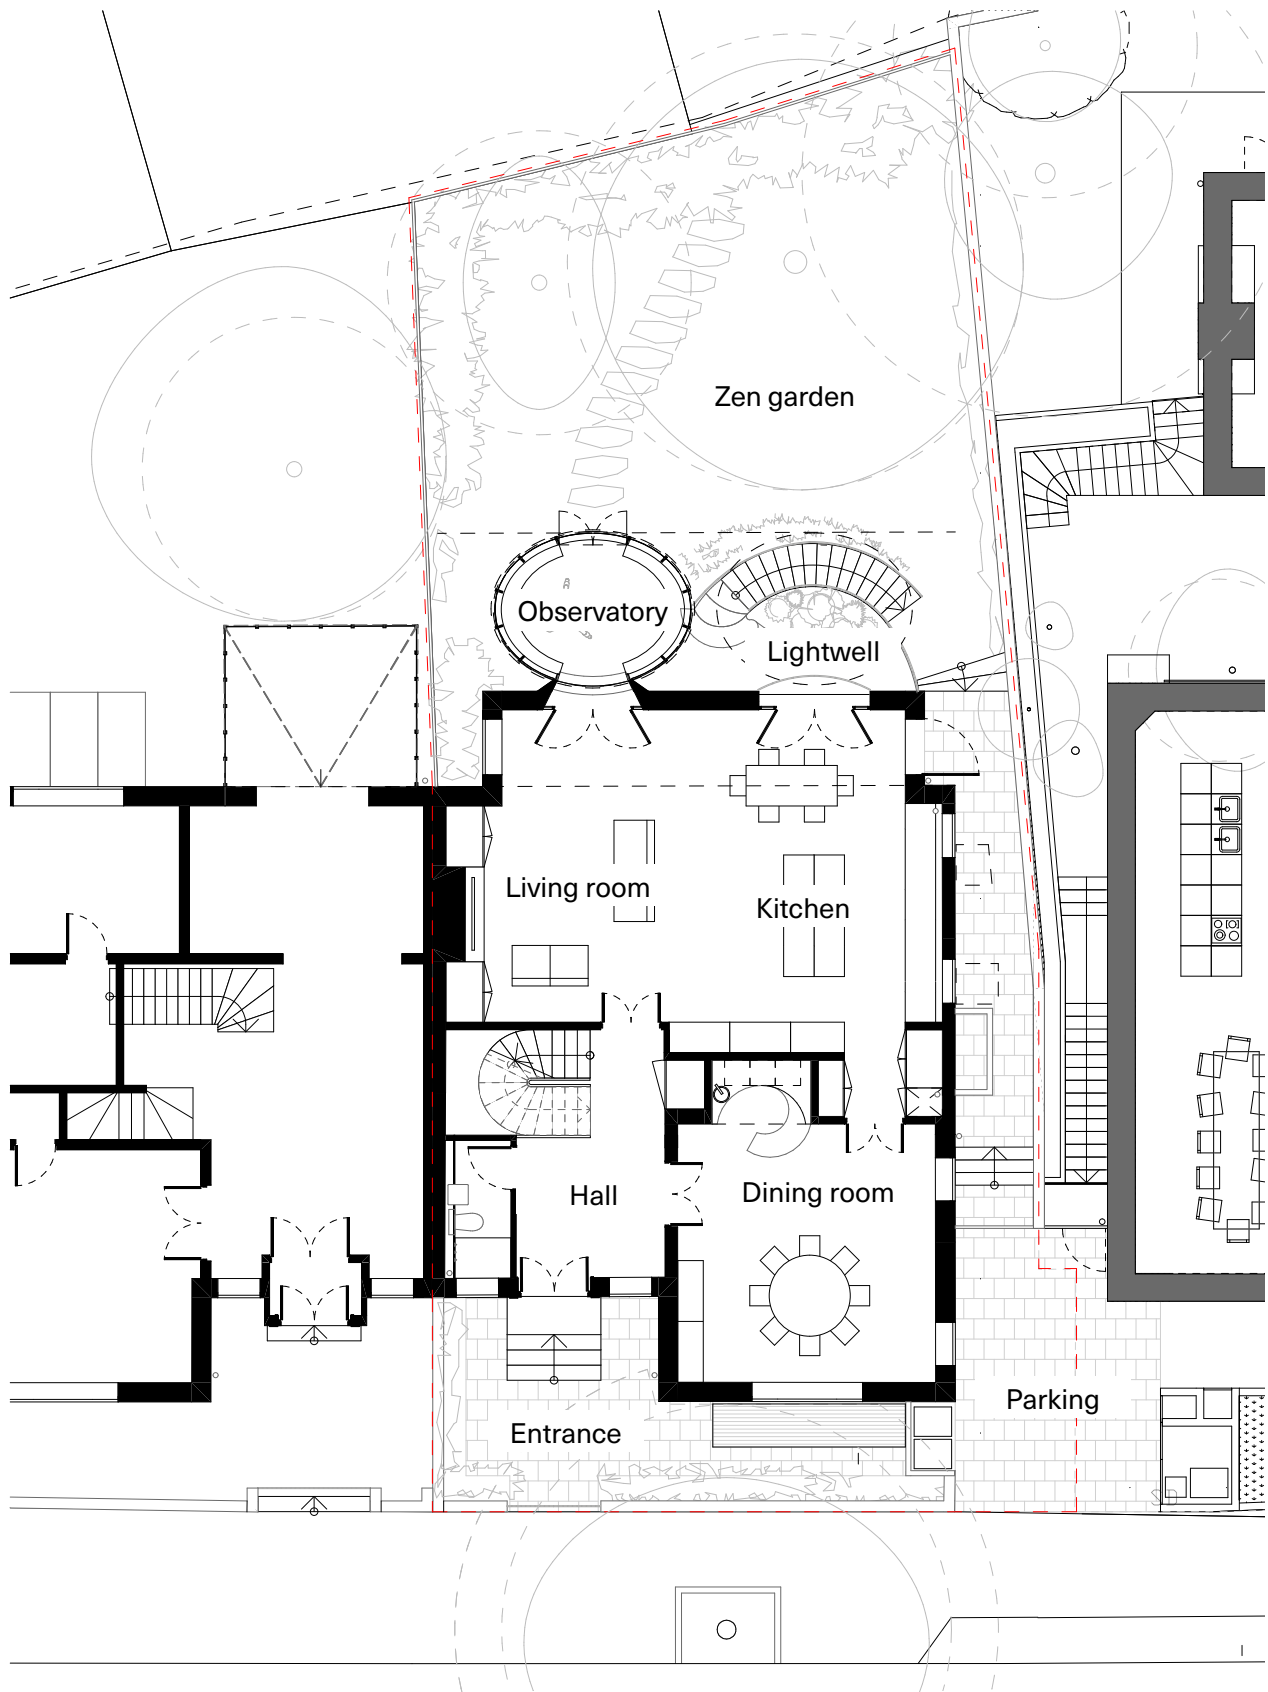 Zen garden
Observatory
Lightwell
Living room
Kitchen
Hall
Dining room
Parking
Entrance